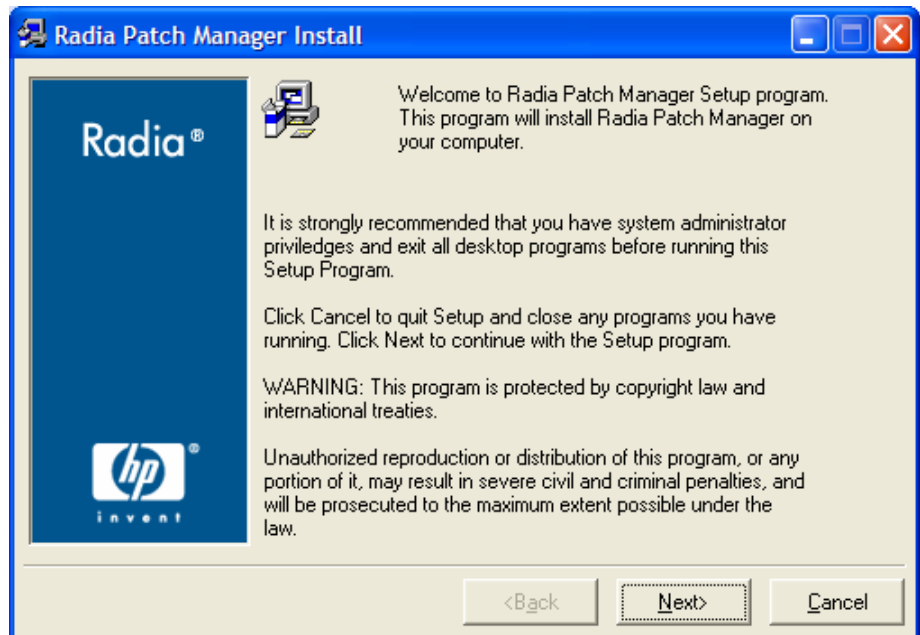 Radia Patch Manager Install
Radia®
Welcome to Radia Patch Manager Setup program.
This program will install Radia Patch Manager on
your computer.
It is strongly recommended that you have system administrator
priviledges and exit all desktop programs before running this
Setup Program.
Click Cancel to quit Setup and close any programs you have
running. Click Next to continue with the Setup program.
WARNING: This program is protected by copyright law and
international treaties.
Unauthorized reproduction or distribution of this program, or any
portion of it, may result in severe civil and criminal penalties, and
will be prosecuted to the maximum extent possible under the
law.
hp®
invent
<Back
Next>
Cancel